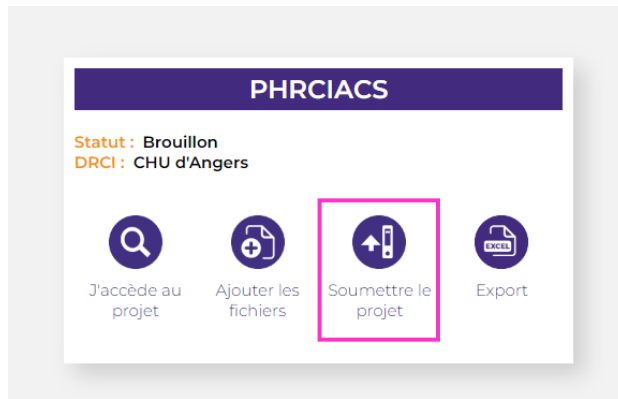 PHRCIACS
Statut : Brouillon
DRCI : CHU d'Angers
EXCEL
J'accède au
projet
Ajouter les
fichiers
Soumettre le
projet
Export